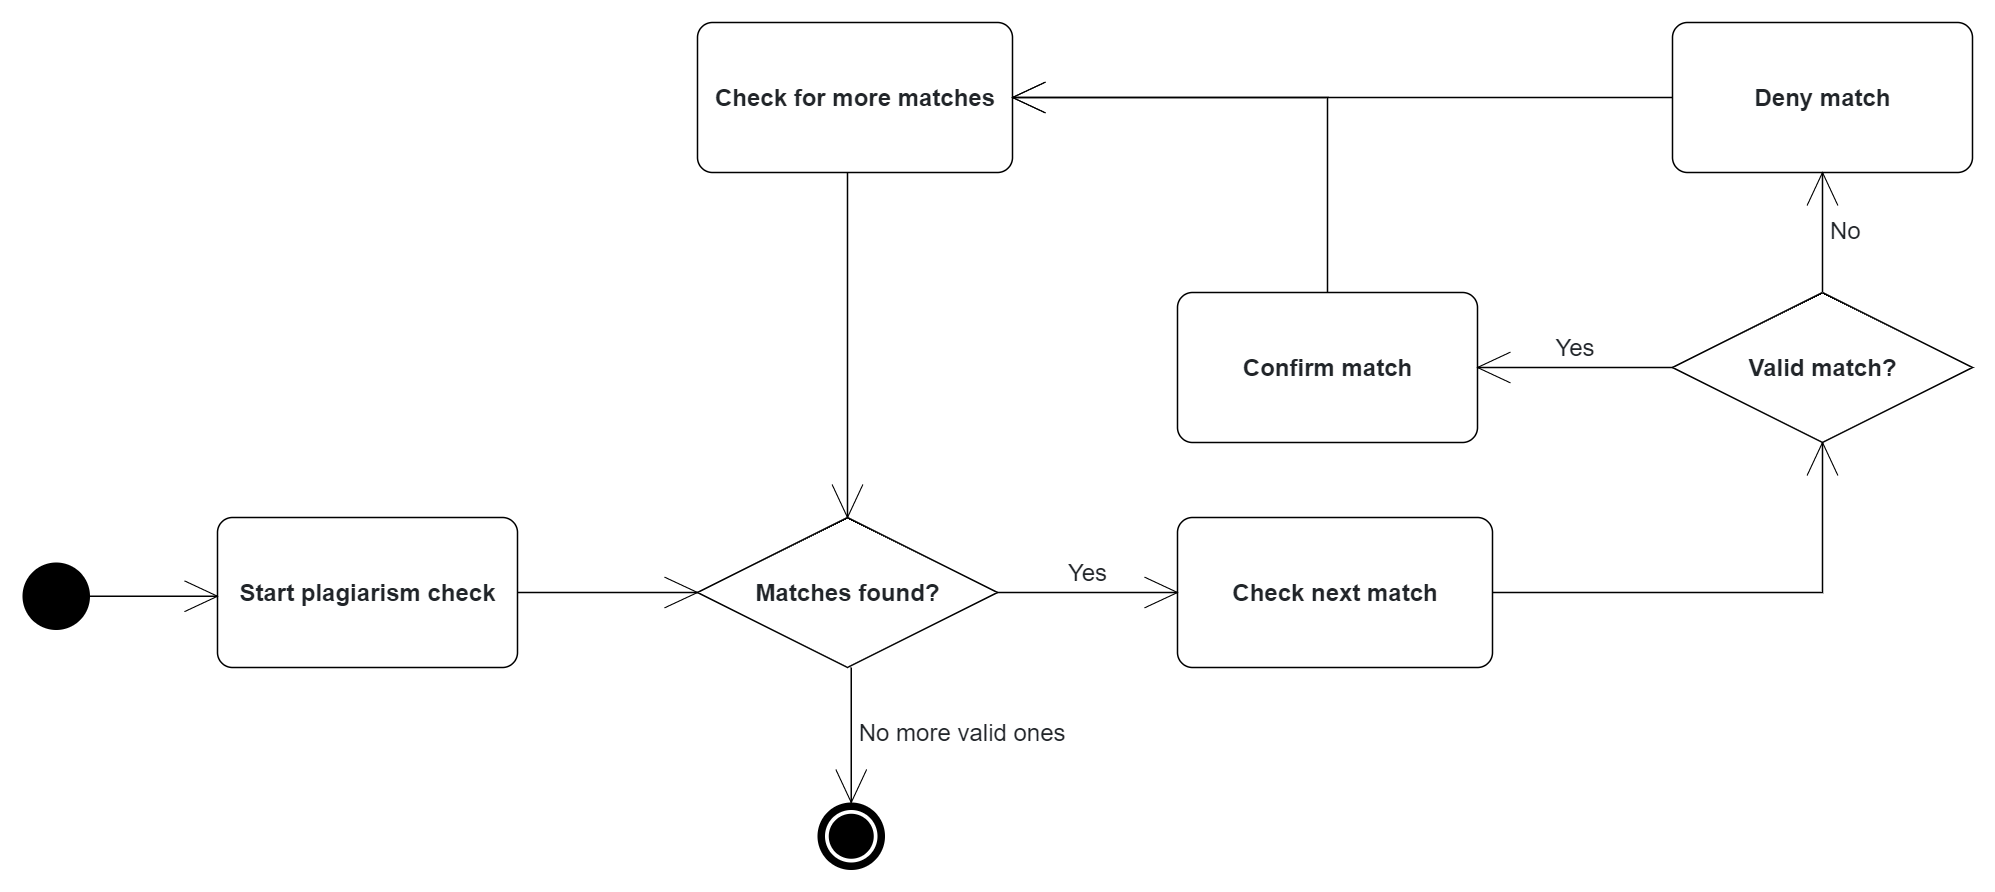 Check for more matches
Deny match
No
Confirm match
Yes
Valid match?
Start plagiarism check
Matches found?
Yes
Check next match
No more valid ones